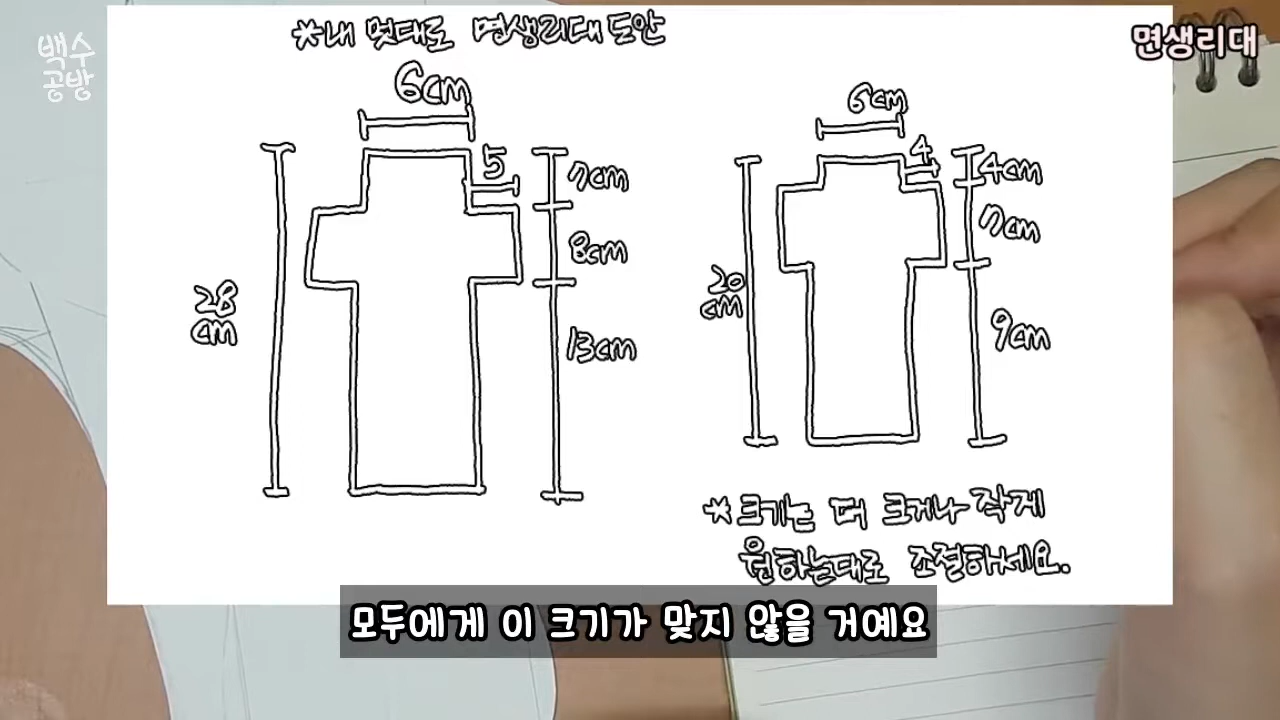 백수
공방
*내 멋대로 면생리대 도안
면생리대
6cm
5
7cm
8cm
28
cm
13cm
6cm
4
4cm
7cm
20
cm
9cm
*크기는 더 크거나 작게
원하는대로 조절하세요.
모두에게 이 크기가 맞지 않을 거예요